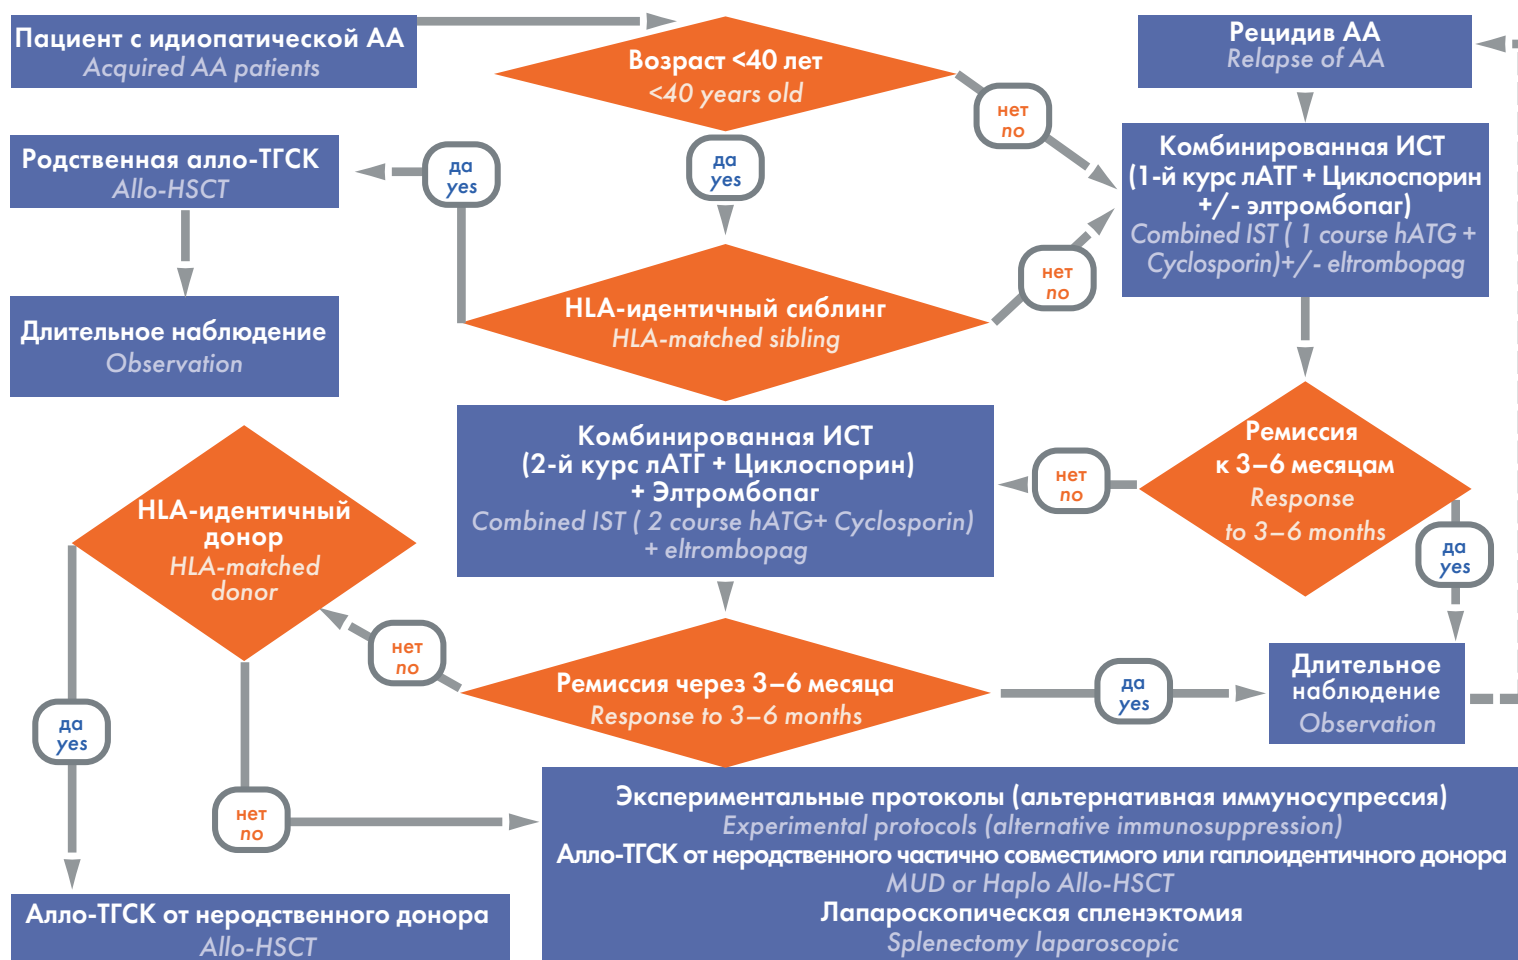 Пациент с идиопатической АА
Acquired AA patients
Возраст <40 лет
<40 years old
Рецидив АА
Relapse of AA
нет
no
да
yes
да
yes
Родственная алло-ТГСК
Allo-HSCT
Комбинированная ИСТ
(1-й курс лАТГ + Циклоспорин
+/- элтромбопаг)
Combined IST ( 1 course hATG +
Cyclosporin)+/- eltrombopag
нет
no
HLA-идентичный сиблинг
HLA-matched sibling
Длительное наблюдение
Observation
Комбинированная ИСТ
(2-й курс лАТГ + Циклоспорин)
+ Элтромбопаг
Combined IST ( 2 course hATG+ Cyclosporin)
+ eltrombopag
нет
no
Ремиссия
к 3–6 месяцам
Response
to 3–6 months
да
yes
HLA-идентичный
донор
HLA-matched
donor
нет
no
Ремиссия через 3–6 месяца
Response to 3–6 months
да
yes
Длительное
наблюдение
Observation
да
yes
нет
no
Экспериментальные протоколы (альтернативная иммуносупрессия)
Experimental protocols (alternative immunosuppression)
Алло-ТГСК от неродственного частично совместимого или гаплоидентичного донора
MUD or Haplo Allo-HSCT
Лапароскопическая спленэктомия
Splenectomy laparoscopic
Алло-ТГСК от неродственного донора
Allo-HSCT